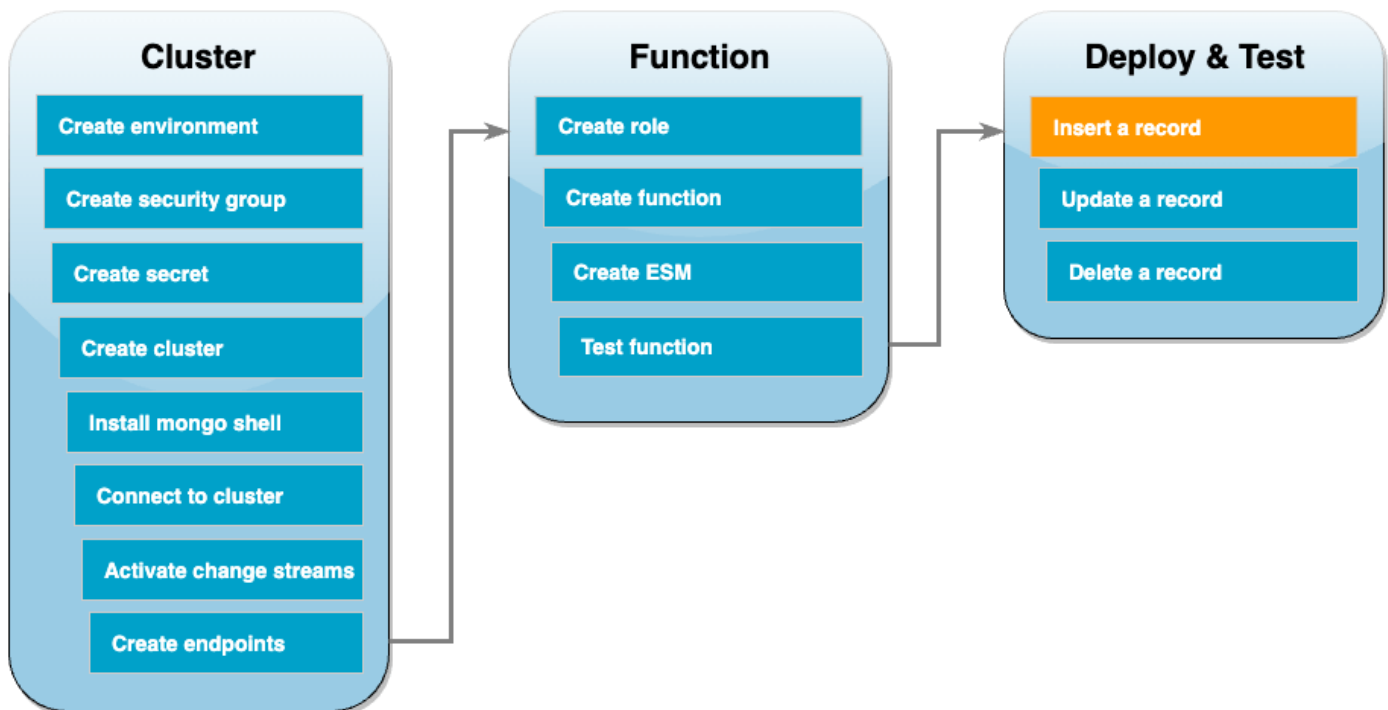 Cluster
Create environment
Create security group
Create secret
Create cluster
Install mongo shell
Connect to cluster
Activate change streams
Create endpoints
Function
Create role
Create function
Create ESM
Test function
Deploy & Test
Insert a record
Update a record
Delete a record